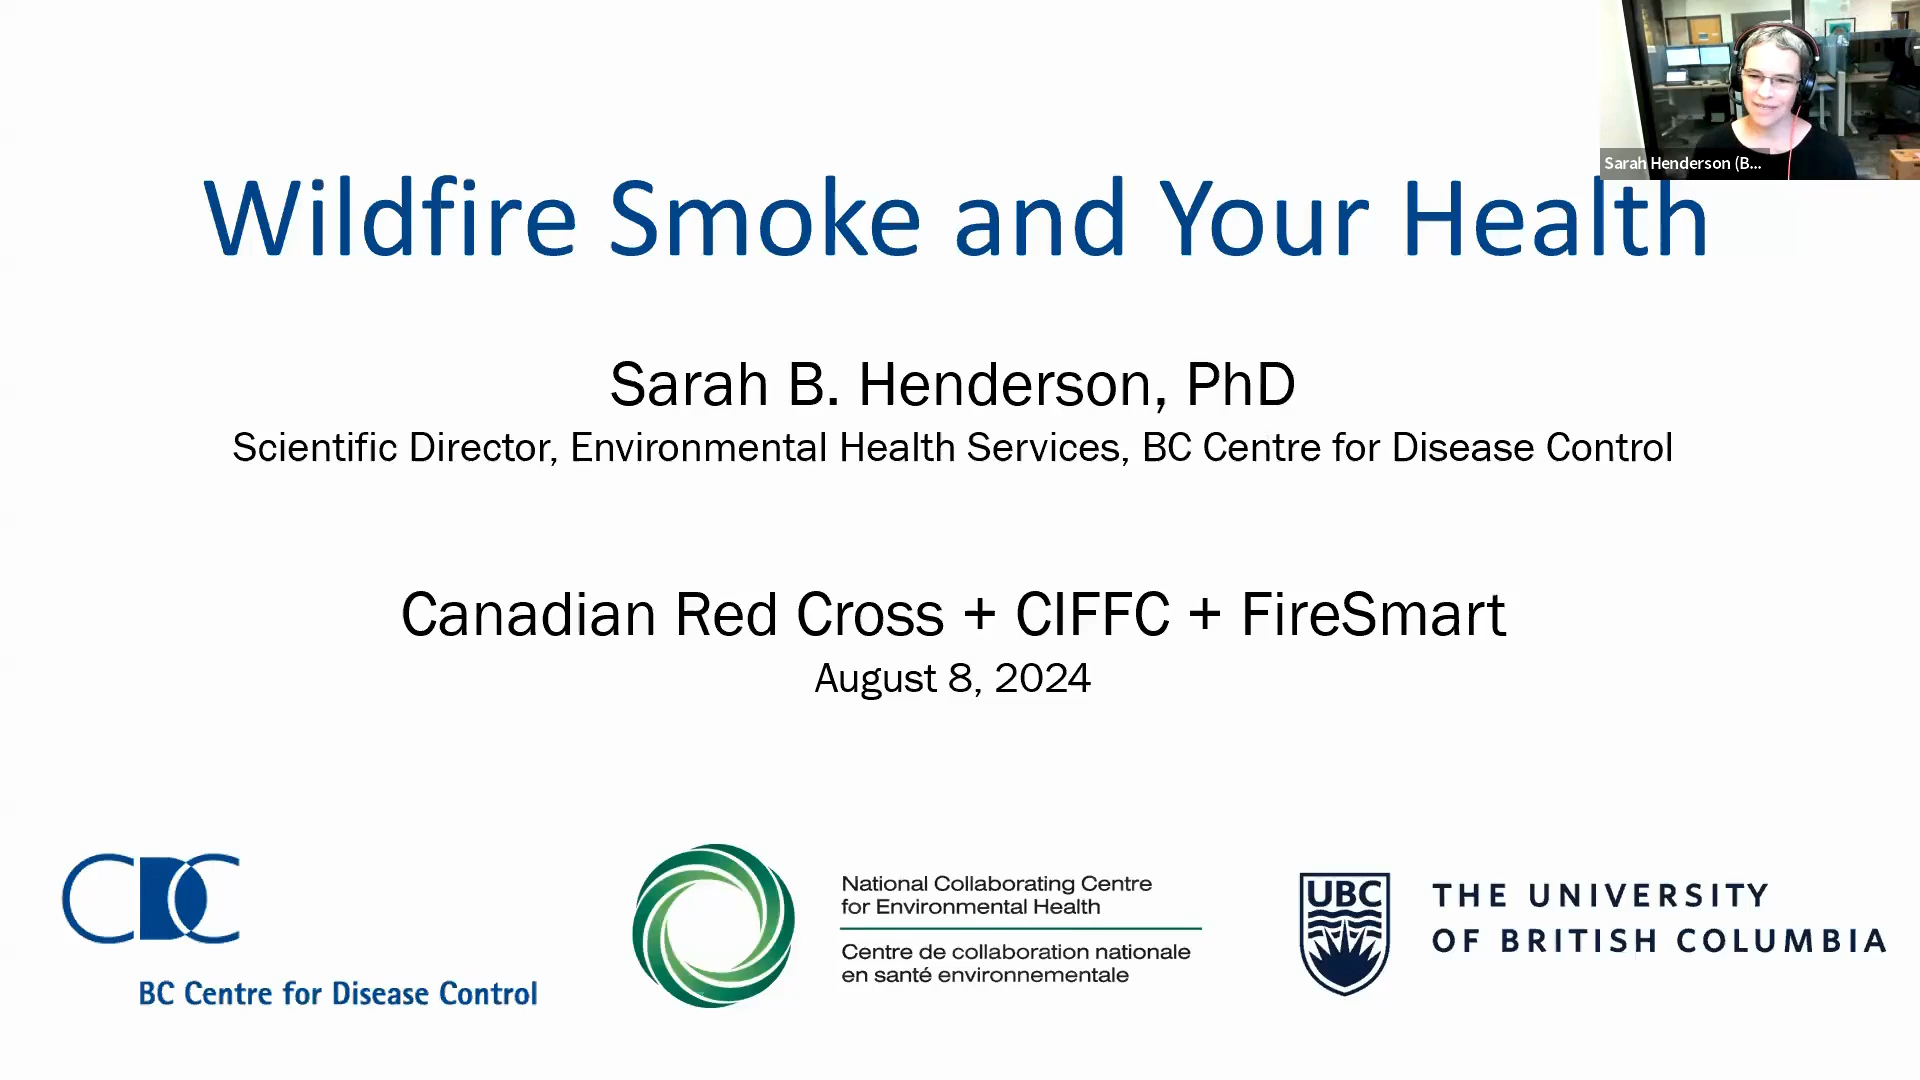 Sarah Henderson (B...
Wildfire Smoke and Your Health
Sarah B. Henderson, PhD
Scientific Director, Environmental Health Services, BC Centre for Disease Control
Canadian Red Cross + CIFFC + FireSmart
August 8, 2024
CDC
BC Centre for Disease Control
National Collaborating Centre
for Environmental Health
Centre de collaboration nationale
en santé environnementale
UBC
THE UNIVERSITY
OF BRITISH COLUMBIA